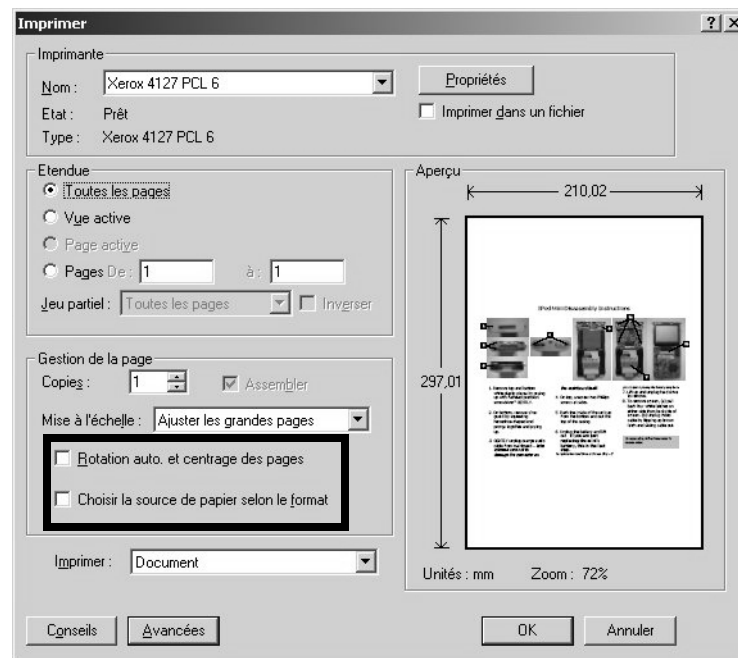 Imprimer
Imprimante
Nom : Xerox 4127 PCL 6
Propriétés
Etat : Prêt
Imprimer dans un fichier
Type : Xerox 4127 PCL 6
Etendue
Toutes les pages
Vue active
Page active
Pages De : 1 à : 1
Jeu partiel : Toutes les pages Inverser
Gestion de la page
Copies : 1 Assembler
Mise à l'échelle : Ajuster les grandes pages
Rotation auto. et centrage des pages
Choisir la source de papier selon le format
Imprimer : Document
Aperçu
210,02
297,01
iPod Mini Disassembly Instructions
Unités : mm Zoom : 72%
Conseils Avancées OK Annuler